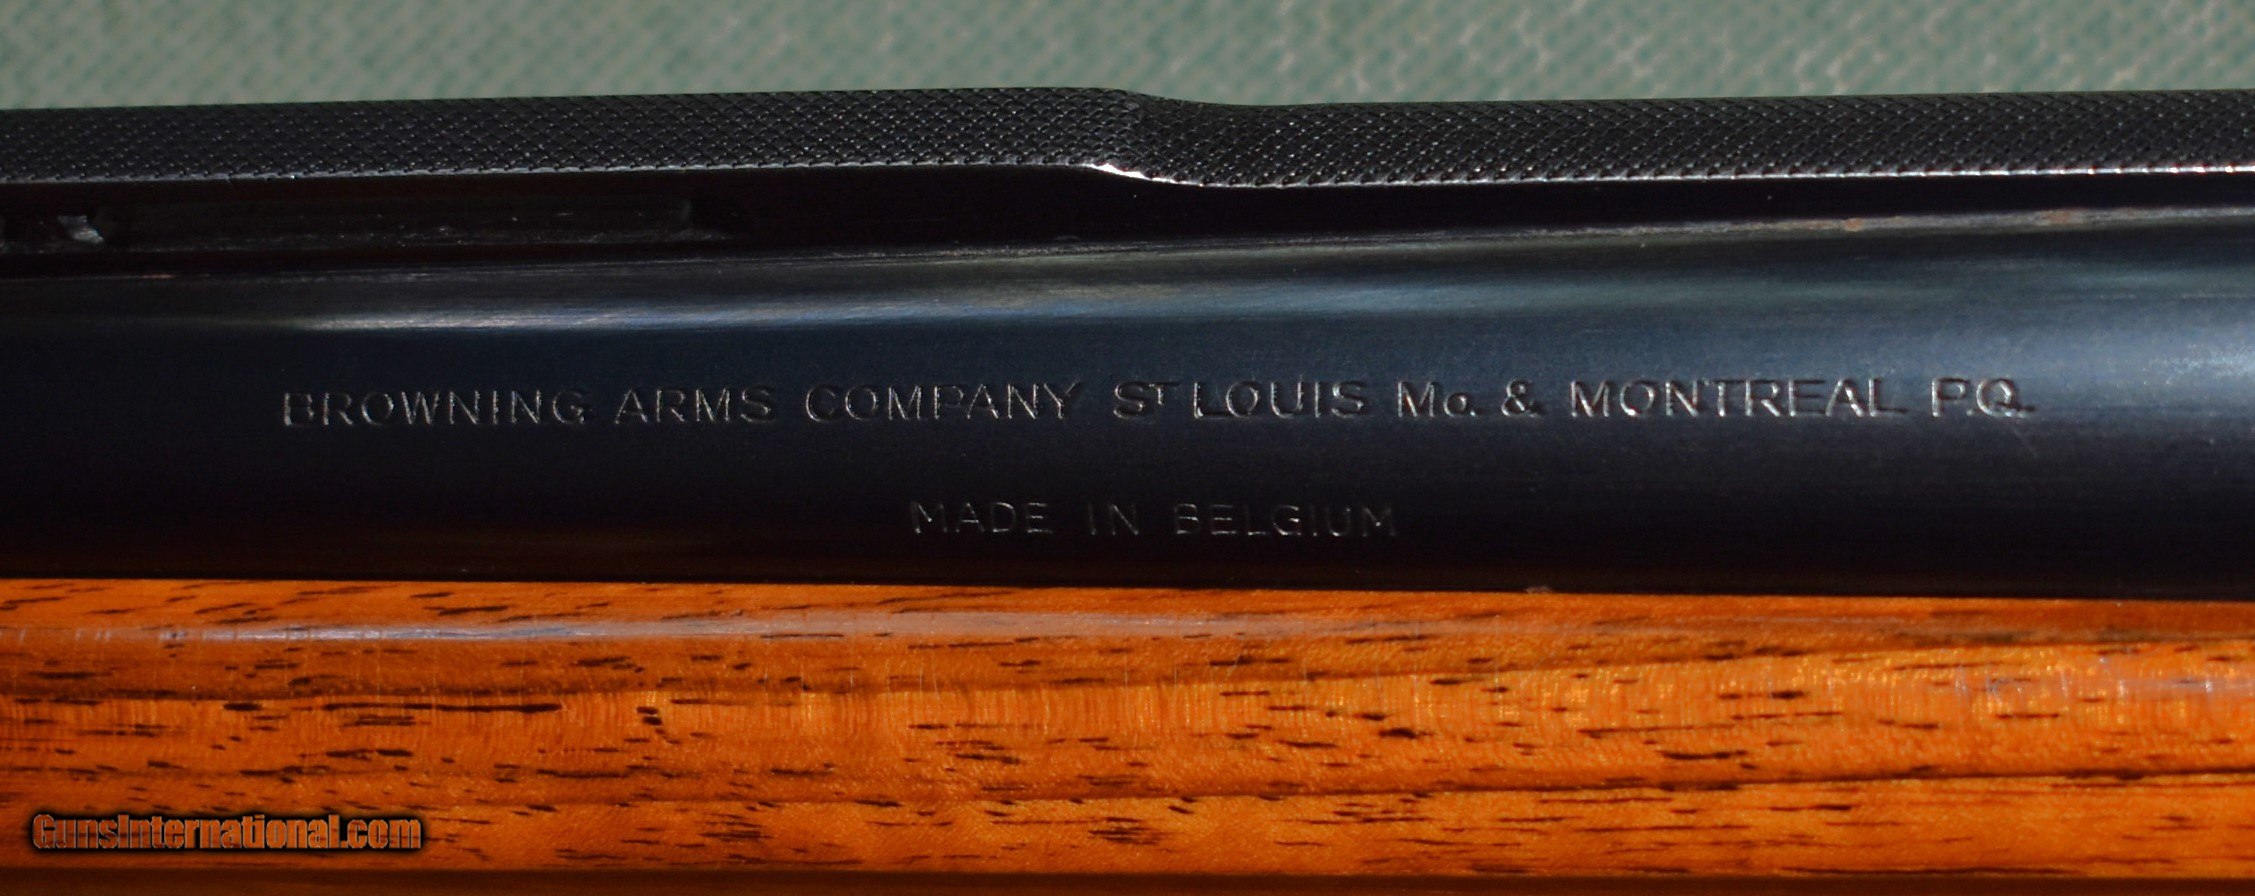 BROWNING ARMS COMPANY ST LOUIS Mo. & MONTREAL P.Q.
MADE IN BELGIUM
GunsInternational.com